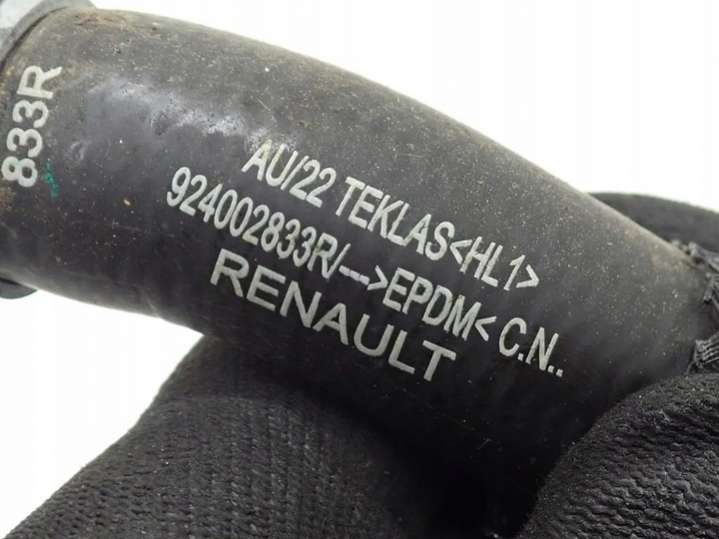 833R
AU/22 TEKLAS<HL1>
924002833R/--->EPDM< C.N..
RENAULT